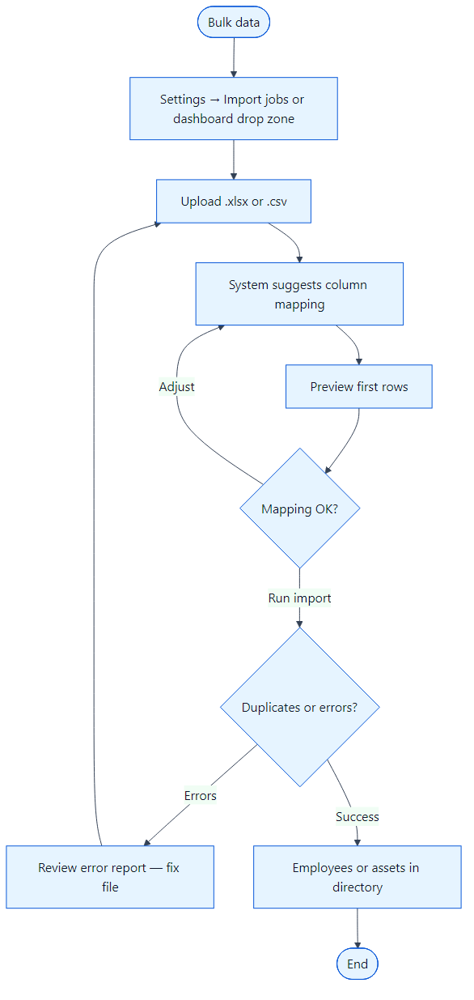 Bulk data
Settings → Import jobs or
dashboard drop zone
Upload .xlsx or .csv
System suggests column
mapping
Adjust
Preview first rows
Mapping OK?
Run import
Duplicates or errors?
Errors
Success
Review error report — fix
file
Employees or assets in
directory
End